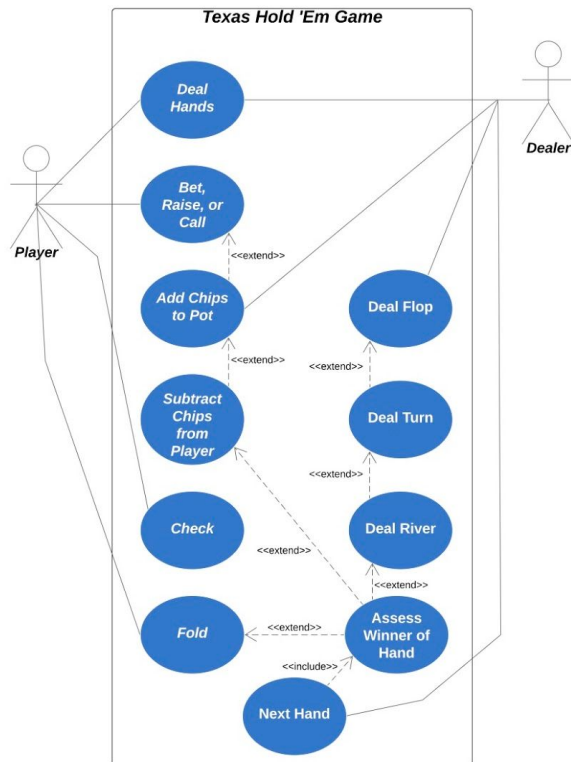 Texas Hold 'Em Game
Deal
Hands
Dealer
Bet,
Raise, or
Call
Player
<<extend>>
Add Chips
to Pot
Deal Flop
<<extend>>
<<extend>>
Subtract
Chips
from
Player
Deal Turn
<<extend>>
Check
Deal River
<<extend>>
<<extend>>
Fold
<<extend>>
Assess
Winner of
Hand
<<include>>
Next Hand